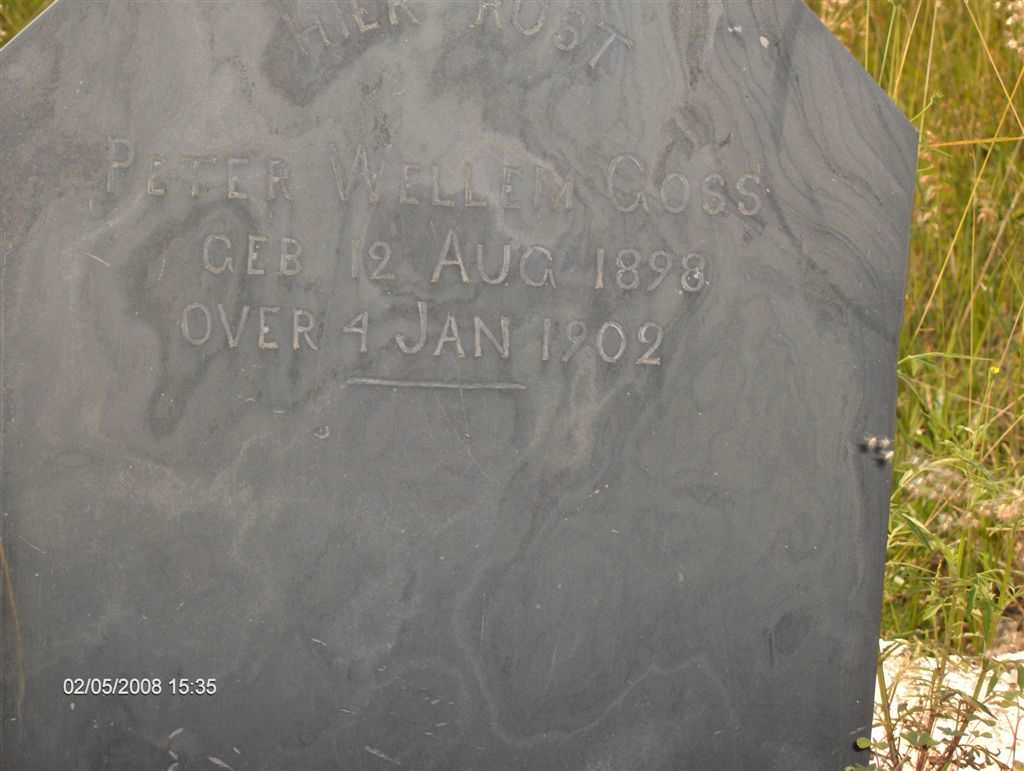 HIER RUST
PETER WELLEM GOSS
GEB 12 AUG 1898
OVER 4 JAN 1902
02/05/2008 15:35